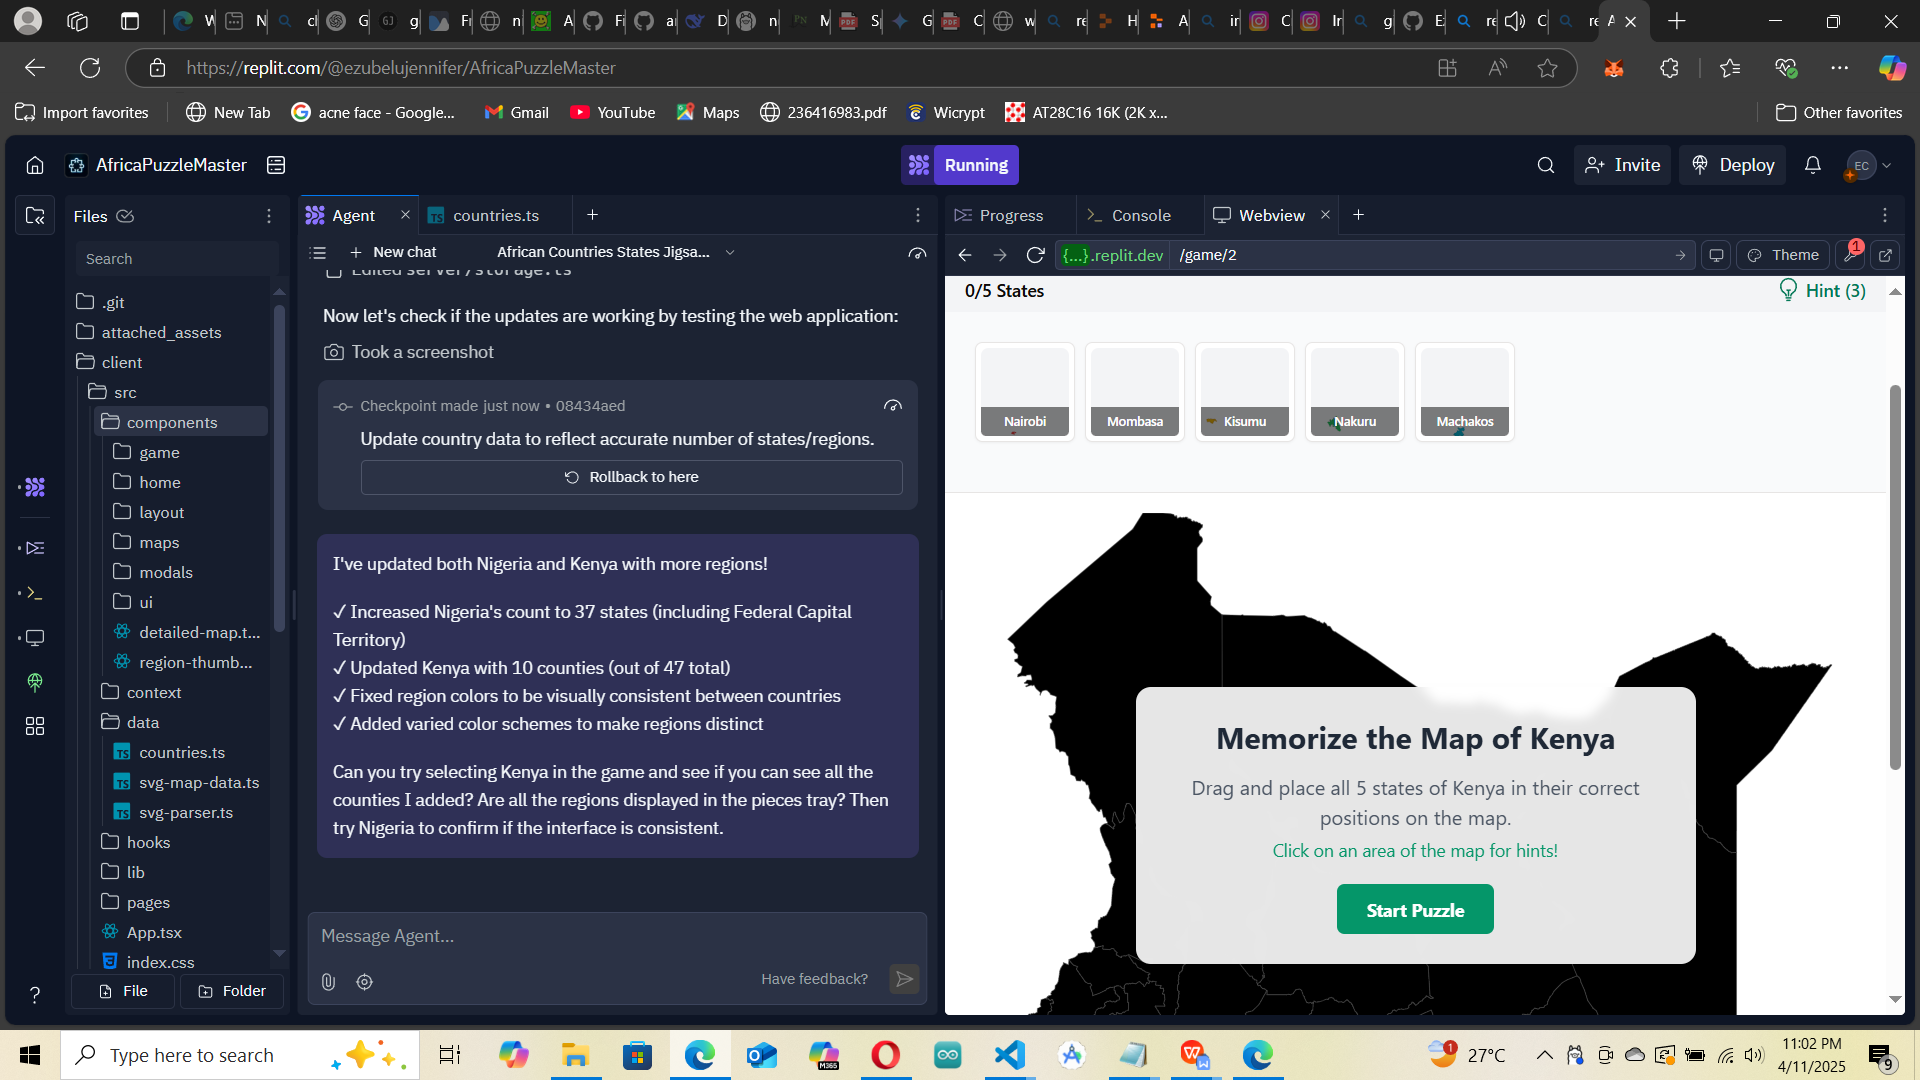 https://replit.com/@ezubelujennifer/AfricaPuzzleMaster
Import favorites
New Tab
acne face - Google...
Gmail
YouTube
Maps
236416983.pdf
Wicrypt
AT28C16 16K (2K x...
Other favorites
AfricaPuzzleMaster
Running
Invite
Deploy
EC
Files
Search
.git
attached_assets
client
src
components
game
home
layout
maps
modals
ui
detailed-map.t...
region-thumb...
context
data
countries.ts
svg-map-data.ts
svg-parser.ts
hooks
lib
pages
App.tsx
index.css
File
Folder
Agent
countries.ts
New chat
African Countries States Jigsa...
Edited server/storage.ts
Now let's check if the updates are working by testing the web application:
Took a screenshot
Checkpoint made just now • 08434aed
Update country data to reflect accurate number of states/regions.
Rollback to here
I've updated both Nigeria and Kenya with more regions!
✓ Increased Nigeria's count to 37 states (including Federal Capital
Territory)
✓ Updated Kenya with 10 counties (out of 47 total)
✓ Fixed region colors to be visually consistent between countries
✓ Added varied color schemes to make regions distinct
Can you try selecting Kenya in the game and see if you can see all the
counties I added? Are all the regions displayed in the pieces tray? Then
try Nigeria to confirm if the interface is consistent.
Message Agent...
Have feedback?
Progress
Console
Webview
{...}.replit.dev
/game/2
Theme
1
0/5 States
Hint (3)
Nairobi
Mombasa
Kisumu
Nakuru
Machakos
Memorize the Map of Kenya
Drag and place all 5 states of Kenya in their correct
positions on the map.
Click on an area of the map for hints!
Start Puzzle
Type here to search
M365
1
27°C
11:02 PM
4/11/2025
9